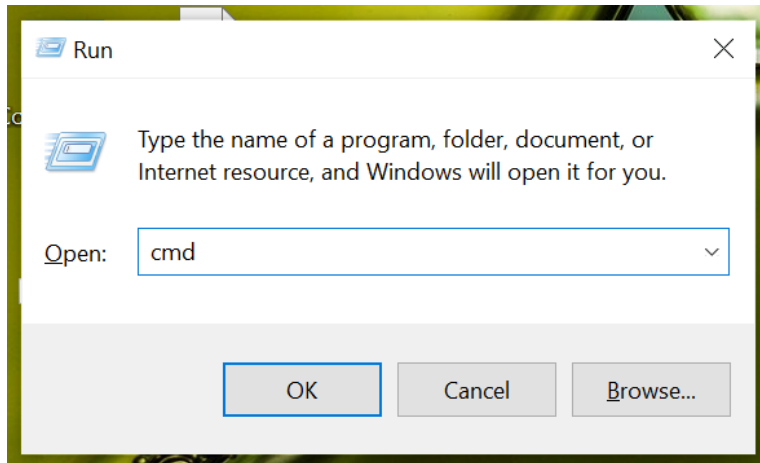 Run
Type the name of a program, folder, document, or
Internet resource, and Windows will open it for you.
Open: cmd
OK Cancel Browse...